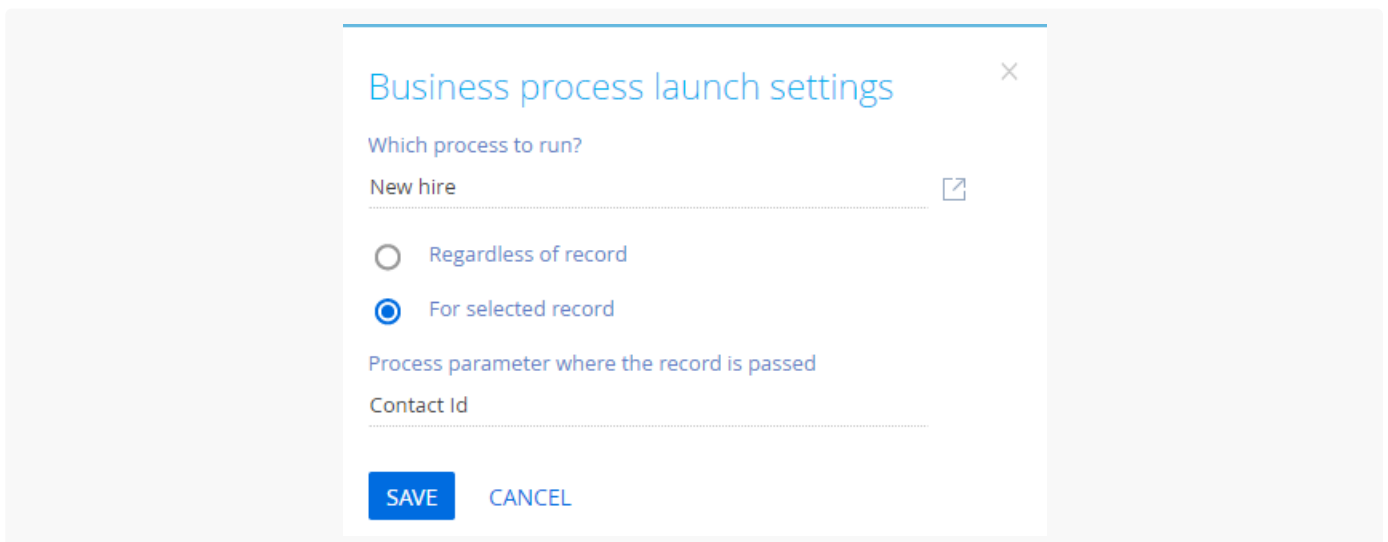 Business process launch settings
Which process to run?
New hire
Regardless of record
For selected record
Process parameter where the record is passed
Contact Id
SAVE CANCEL